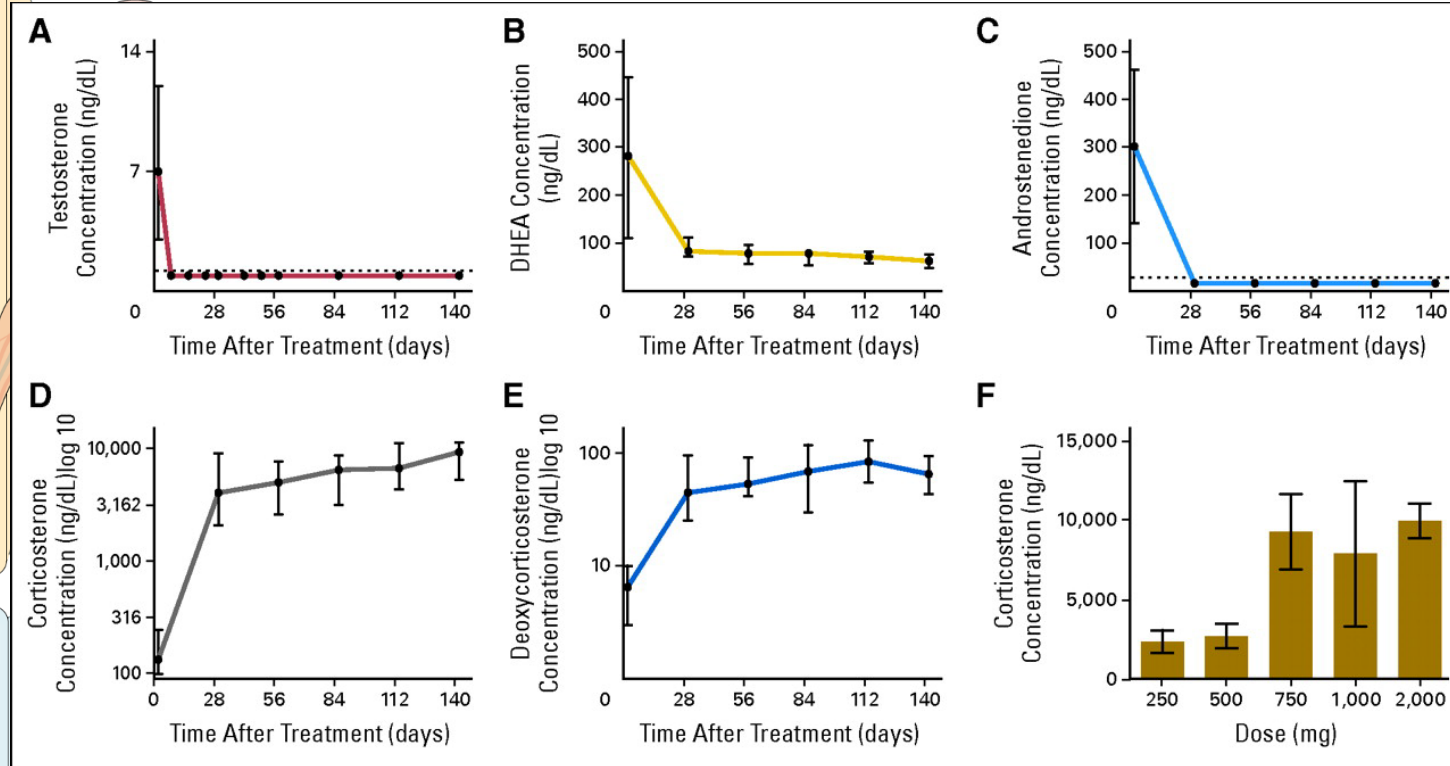 A
Testosterone
Concentration (ng/dL)
14
7
0
28
56
84
112
140
Time After Treatment (days)
B
DHEA Concentration
(ng/dL)
500
400
300
200
100
0
28
56
84
112
140
Time After Treatment (days)
C
Androstenedione
Concentration (ng/dL)
500
400
300
200
100
0
28
56
84
112
140
Time After Treatment (days)
D
Corticosterone
Concentration (ng/dL)log 10
10,000
3,162
1,000
316
100
0
28
56
84
112
140
Time After Treatment (days)
E
Deoxycorticosterone
Concentration (ng/dL)log 10
100
10
0
28
56
84
112
140
Time After Treatment (days)
F
Corticosterone
Concentration (ng/dL)
15,000
10,000
5,000
0
250
500
750
1,000
2,000
Dose (mg)